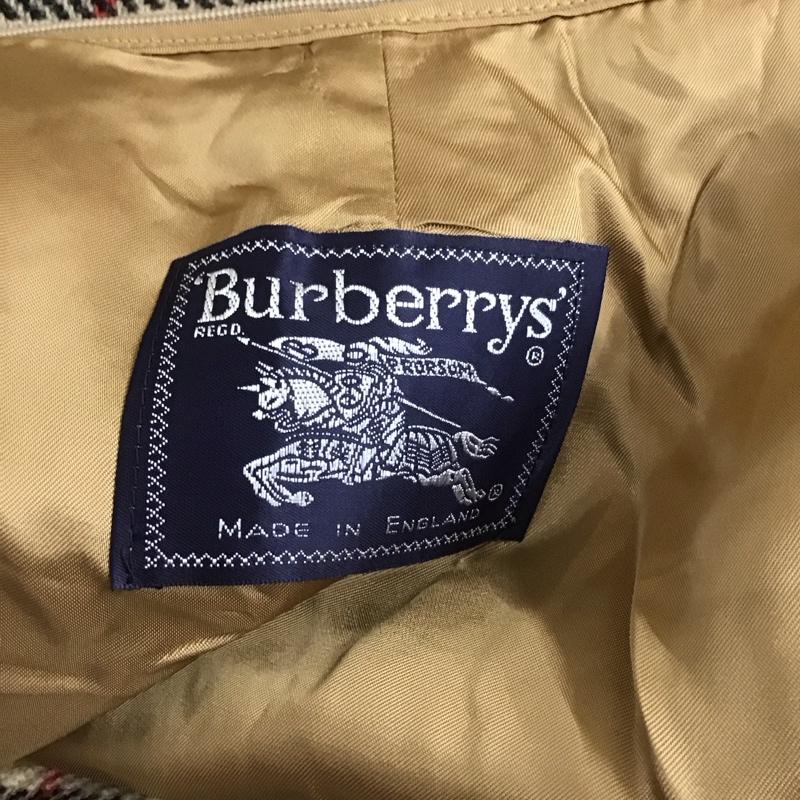 Burberrys'
REGD.
®
PRORSUM
®
MADE IN ENGLAND